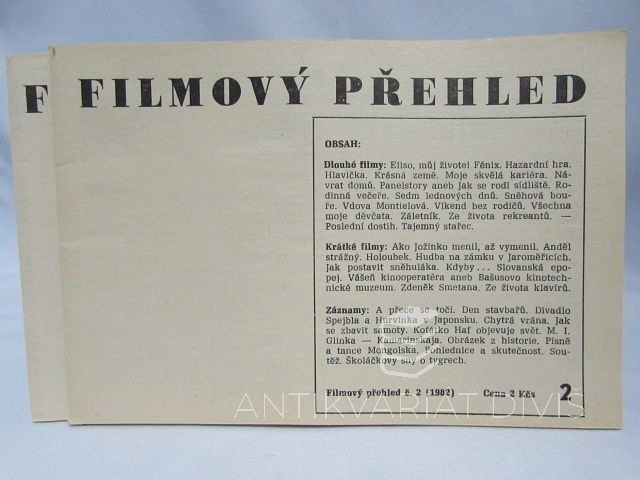 F
FILMOVÝ PŘEHLED
OBSAH:
Dlouhé filmy: Eliso, můj živote! Fénix. Hazardní hra.
Hlavička. Krásná země. Moje skvělá kariéra. Ná-
vrat domů. Panelstory aneb Jak se rodí sídliště. Ro-
dinná večeře. Sedm lednových dnů. Sněhová bou-
ře. Vdova Montielová. Víkend bez rodičů. Všechna
moje děvčata. Záletník. Ze života rekreantů. —
Poslední dostih. Tajemný stařec.
Krátké filmy: Ako Jožinko menil, až vymenil. Anděl
strážný. Holoubek. Hudba na zámku v Jaroměřicích.
Jak postavit sněhuláka. Kdyby... Slovanská epo-
pej. Vášeň kinooperatéra aneb Bašusovo kinotech-
nické muzeum. Zdeněk Smetana. Ze života klavírů.
Záznamy: A přece se točí. Den stavbařů. Divadlo
Spejbla a Hurvínka v Japonsku. Chytrá vrána. Jak
se zbavit samoty. Koťátko Haf objevuje svět. M. I.
Glinka — Kamarinskaja. Obrázek z historie. Písně
a tance Mongolska. Pohlednice a skutečnost. Sou-
těž. Školáčkovy sny o tygrech.
Filmový přehled č. 2 (1982) — Cena 2 Kčs 2
ANTIKVARIÁT DIVIŠ